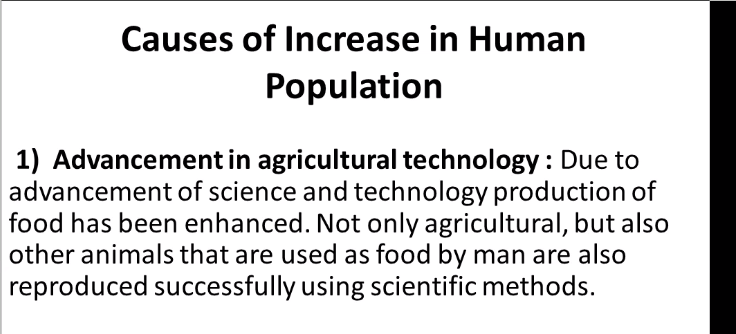 Causes of Increase in Human
Population
1) Advancement in agricultural technology : Due to
advancement of science and technology production of
food has been enhanced. Not only agricultural, but also
other animals that are used as food by man are also
reproduced successfully using scientific methods.